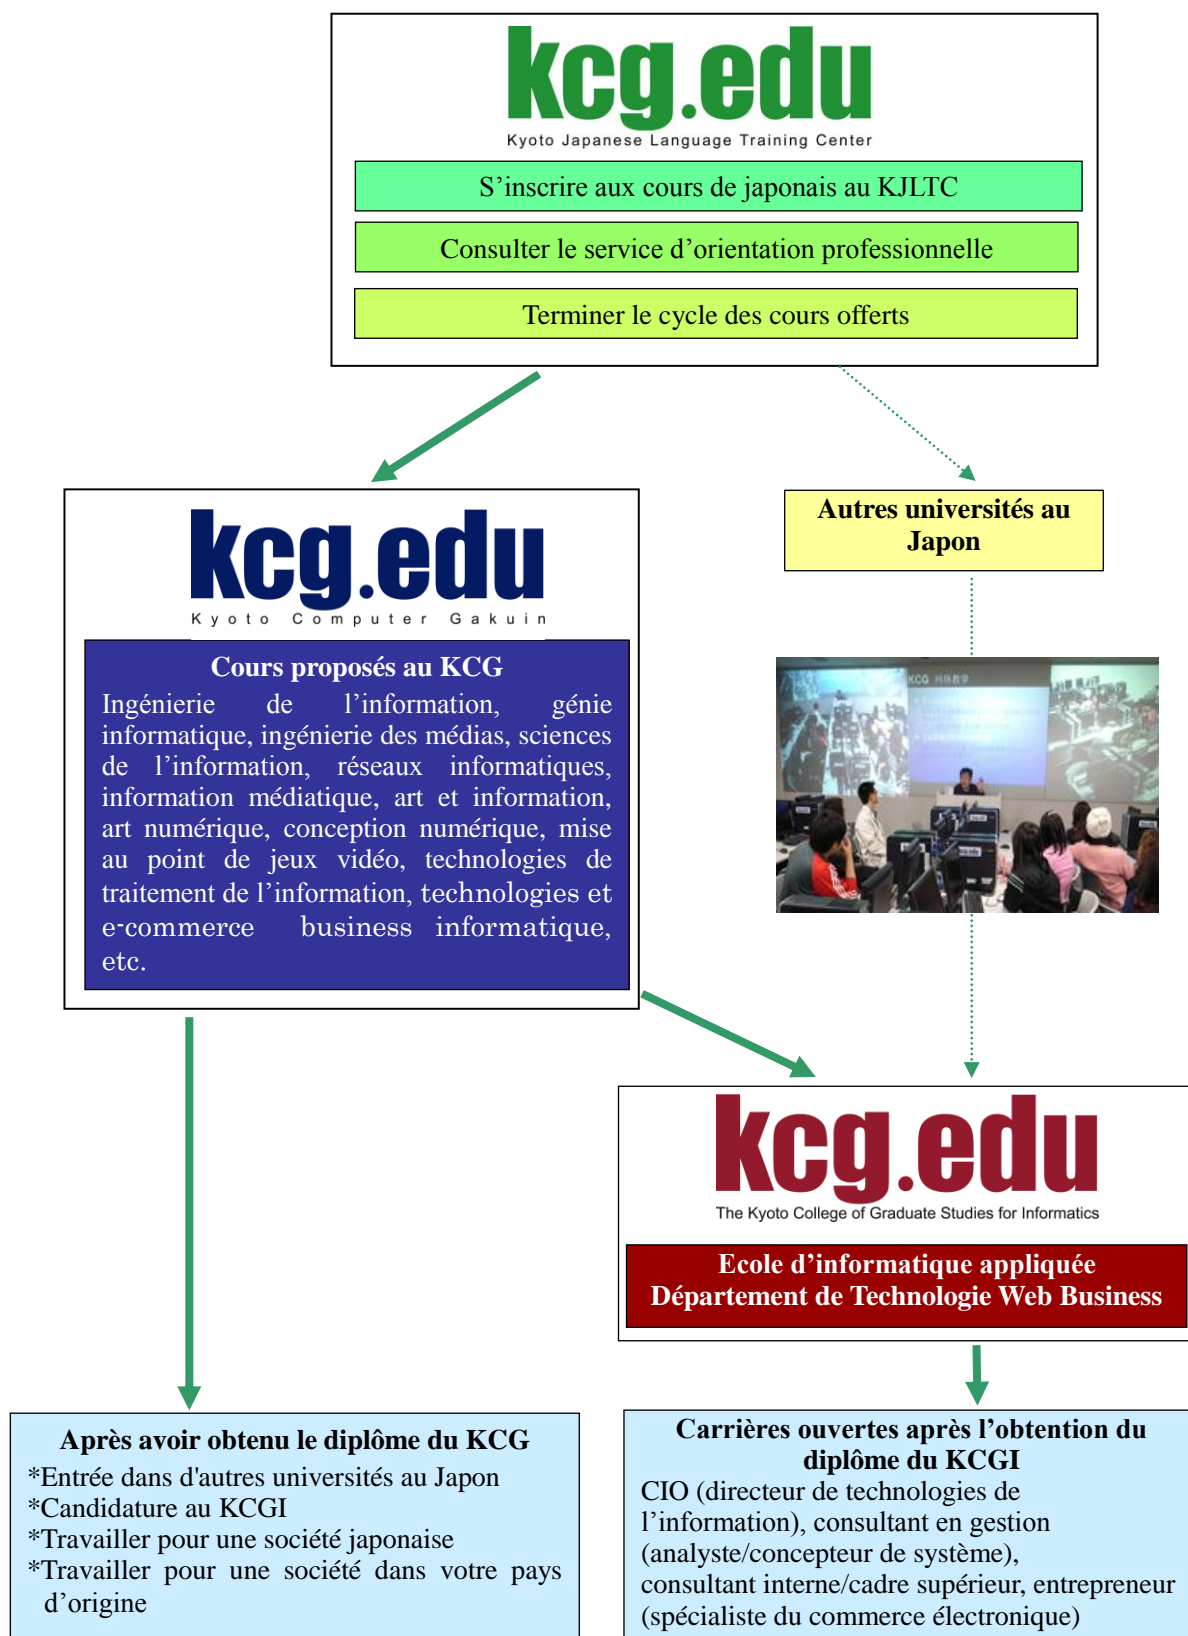 kcg.edu
Kyoto Japanese Language Training Center
S’inscrire aux cours de japonais au KJLTC
Consulter le service d’orientation professionnelle
Terminer le cycle des cours offerts
kcg.edu
Kyoto Computer Gakuin
Cours proposés au KCG
Ingénierie de l’information, génie
informatique, ingénierie des médias, sciences
de l’information, réseaux informatiques,
information médiatique, art et information,
art numérique, conception numérique, mise
au point de jeux vidéo, technologies de
traitement de l’information, technologies et
e-commerce business informatique,
etc.
Autres universités au
Japon
KCG
kcg.edu
The Kyoto College of Graduate Studies for Informatics
Ecole d’informatique appliquée
Département de Technologie Web Business
Après avoir obtenu le diplôme du KCG
*Entrée dans d'autres universités au Japon
*Candidature au KCGI
*Travailler pour une société japonaise
*Travailler pour une société dans votre pays
d’origine
Carrières ouvertes après l’obtention du
diplôme du KCGI
CIO (directeur de technologies de
l’information), consultant en gestion
(analyste/concepteur de système),
consultant interne/cadre supérieur, entrepreneur
(spécialiste du commerce électronique)